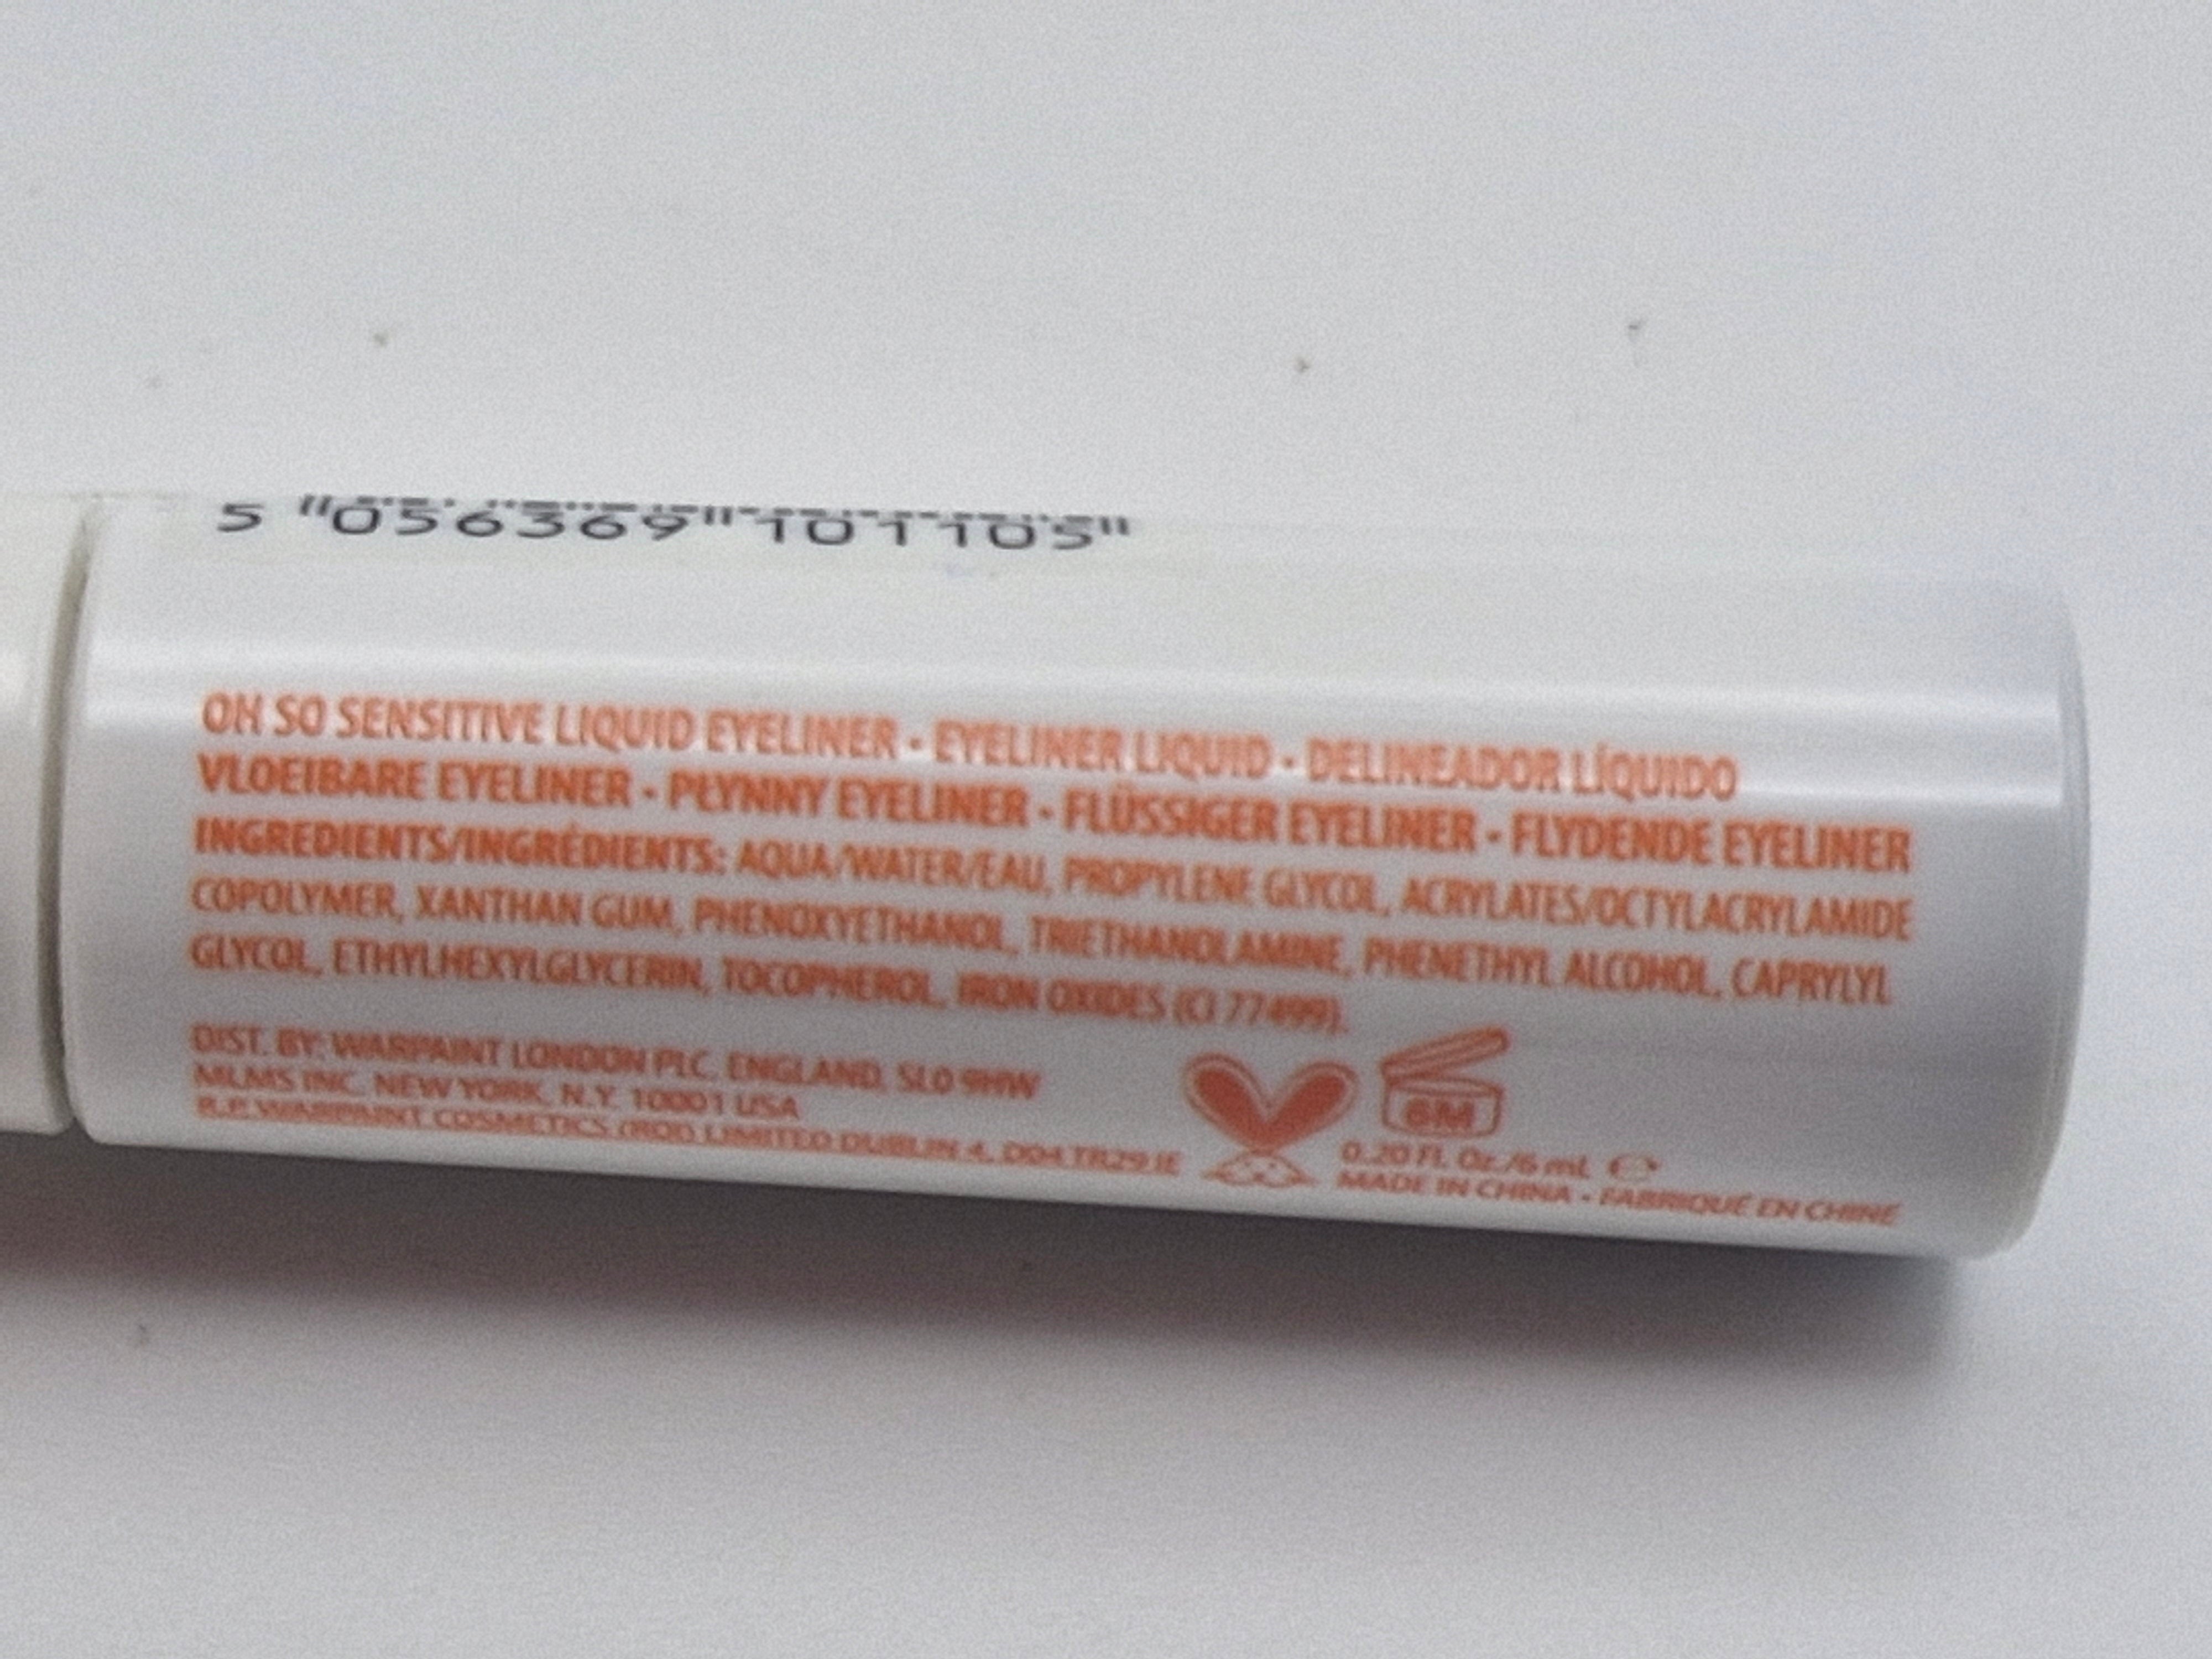 5 "056369"101105"
OH SO SENSITIVE LIQUID EYELINER • EYELINER LIQUID • DELINEADOR LÍQUIDO
VLOEIBARE EYELINER • PŁYNNY EYELINER • FLÜSSIGER EYELINER • FLYDENDE EYELINER
INGREDIENTS/INGRÉDIENTS: AQUA/WATER/EAU, PROPYLENE GLYCOL, ACRYLATES/OCTYLACRYLAMIDE
COPOLYMER, XANTHAN GUM, PHENOXYETHANOL, TRIETHANOLAMINE, PHENETHYL ALCOHOL, CAPRYLYL
GLYCOL, ETHYLHEXYLGLYCERIN, TOCOPHEROL, IRON OXIDES (CI 77499).
DIST. BY: WARPAINT LONDON PLC. ENGLAND, SL0 9HW
MLMS INC. NEW YORK, N.Y. 10001 USA
R.P. WARPAINT COSMETICS (ROI) LIMITED DUBLIN 4, D04 TR29 IE
6M
0.20 Fl. Oz./6 mL ℮
MADE IN CHINA • FABRIQUÉ EN CHINE